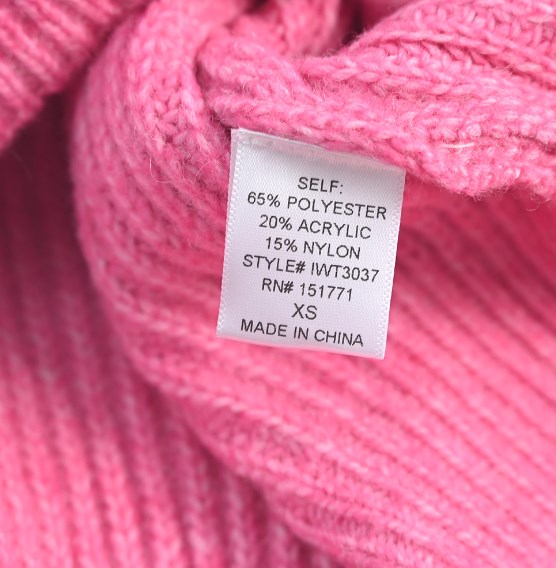 SELF:
65% POLYESTER
20% ACRYLIC
15% NYLON
STYLE# IWT3037
RN# 151771
XS
MADE IN CHINA